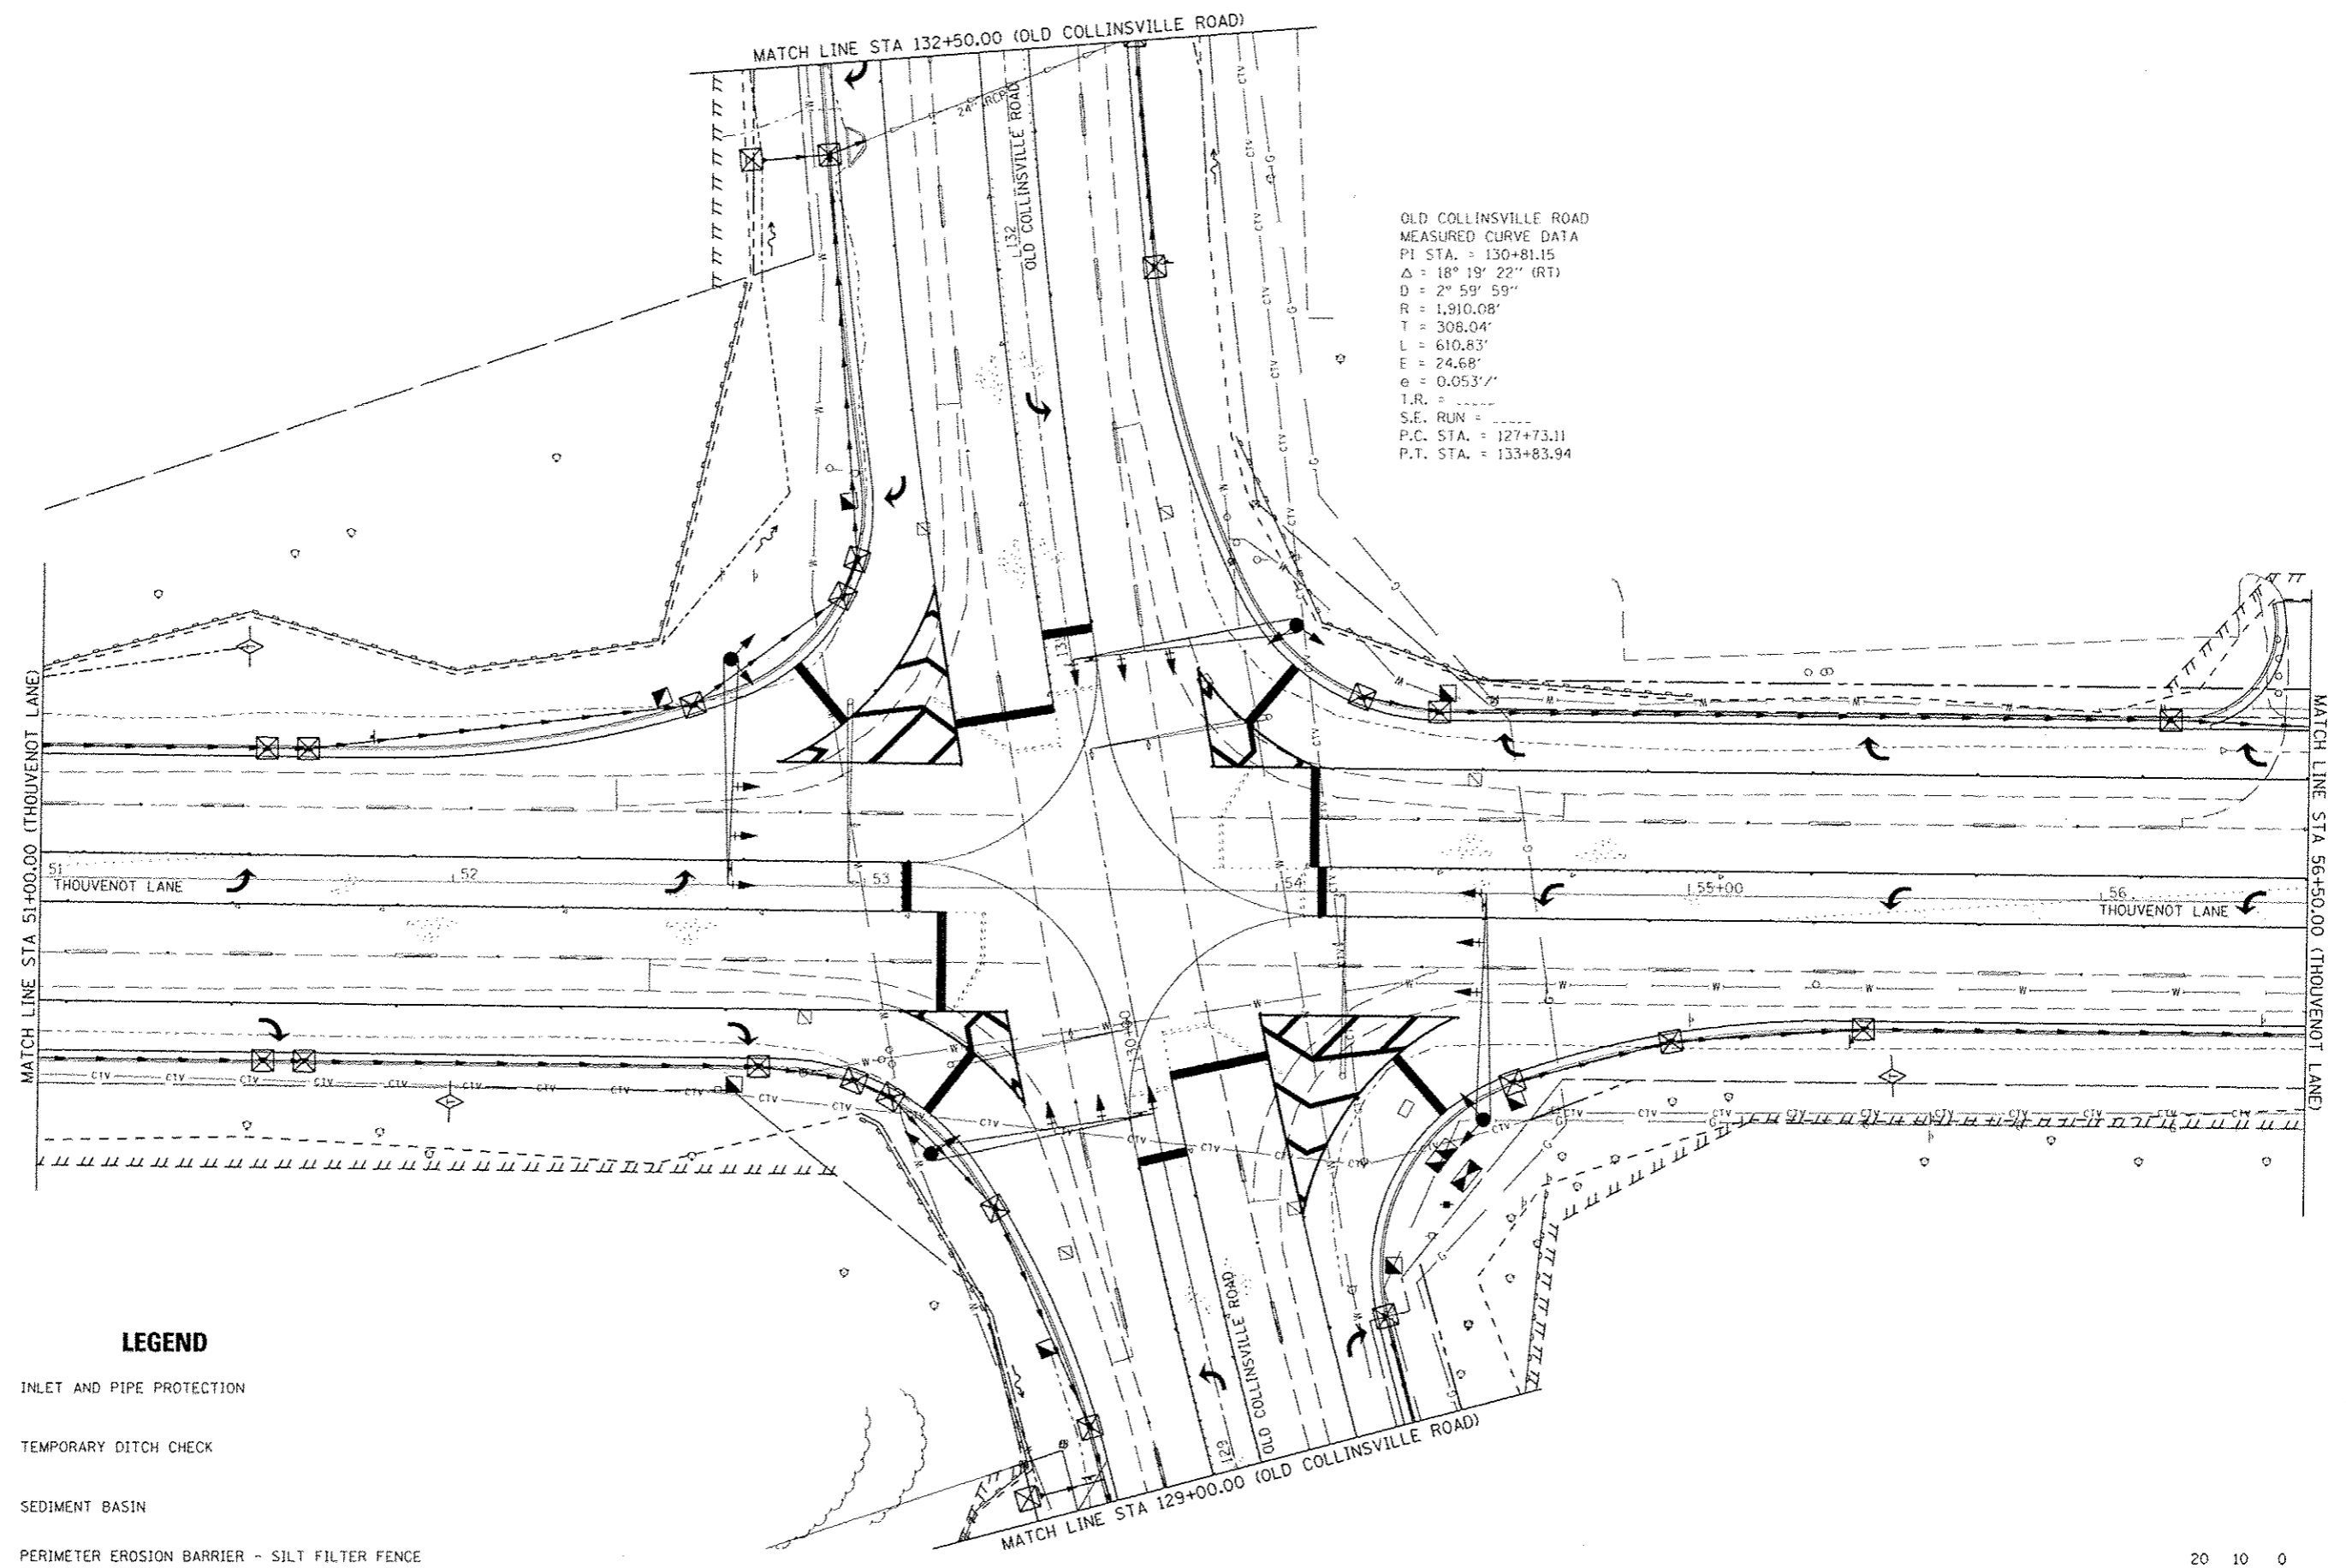 MATCH LINE STA 132+50.00 (OLD COLLINSVILLE ROAD)
24" RCP
L132
OLD COLLINSVILLE ROAD
OLD COLLINSVILLE ROAD
MEASURED CURVE DATA
PI STA. = 130+81.15
Δ = 18° 19' 22" (RT)
D = 2° 59' 59"
R = 1,910.08'
T = 308.04'
L = 610.83'
E = 24.68'
e = 0.053'/'
T.R. = _____
S.E. RUN = _____
P.C. STA. = 127+73.11
P.T. STA. = 133+83.94
MATCH LINE STA 51+00.00 (THOUVENOT LANE)
MATCH LINE STA 56+50.00 (THOUVENOT LANE)
51
THOUVENOT LANE
52
53
54
55+00
56
THOUVENOT LANE
OLD COLLINSVILLE ROAD
OLD COLLINSVILLE ROAD
129
MATCH LINE STA 129+00.00 (OLD COLLINSVILLE ROAD)
LEGEND
INLET AND PIPE PROTECTION
TEMPORARY DITCH CHECK
SEDIMENT BASIN
PERIMETER EROSION BARRIER - SILT FILTER FENCE
20 10 0